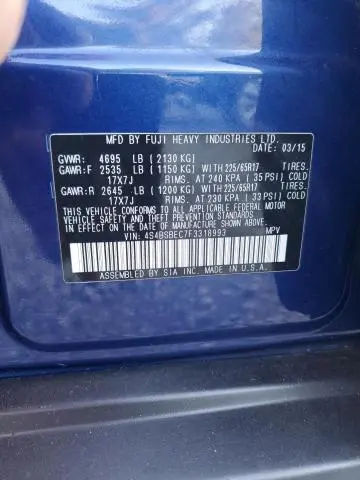 MFD BY FUJI HEAVY INDUSTRIES LTD.
DATE: 03/15
GVWR: 4695 LB ( 2130 KG)
GAWR:F 2535 LB ( 1150 KG) WITH 225/65R17 TIRES.
17X7J RIMS. AT 240 KPA ( 35 PSI) COLD
GAWR:R 2645 LB ( 1200 KG) WITH 225/65R17 TIRES.
17X7J RIMS. AT 230 KPA ( 33 PSI) COLD
THIS VEHICLE CONFORMS TO ALL APPLICABLE FEDERAL MOTOR
VEHICLE SAFETY AND THEFT PREVENTION STANDARDS
IN EFFECT ON THE DATE OF MANUFACTURE SHOWN ABOVE.
VIN: 4S4BSBEC7F3318993 MPV
ASSEMBLED BY SIA INC. MADE IN U.S.A.